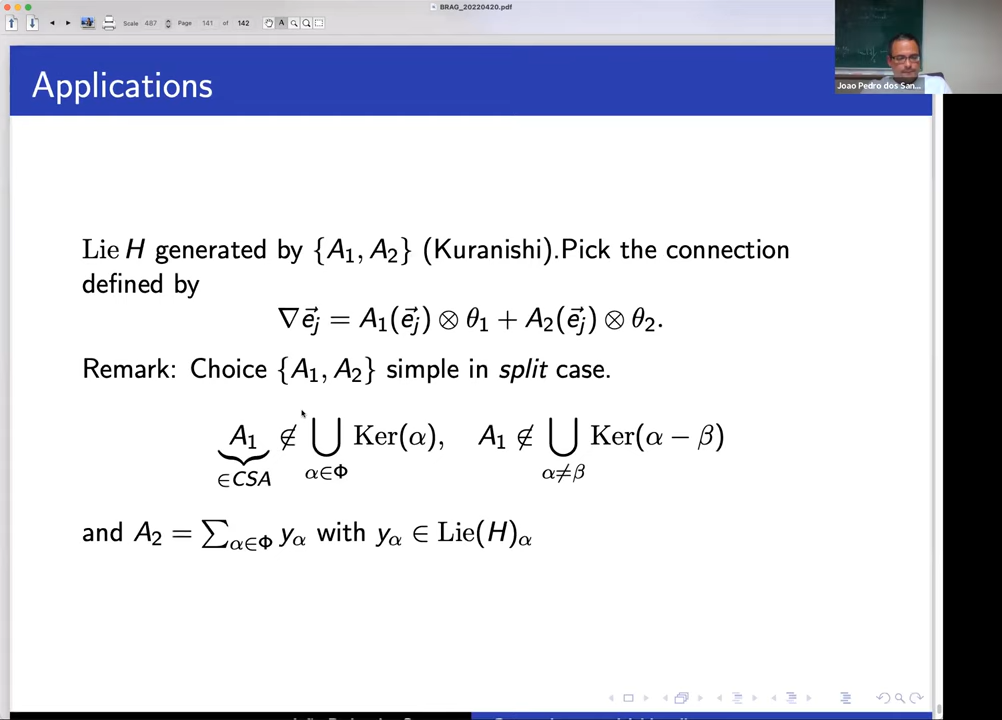 BRAG_20220420.pdf
Scale 487 Page 141 of 142
Joao Pedro dos San...
Applications
Lie H generated by {A₁, A₂} (Kuranishi).Pick the connection
defined by
∇e⃗ⱼ = A₁(e⃗ⱼ) ⊗ θ₁ + A₂(e⃗ⱼ) ⊗ θ₂.
Remark: Choice {A₁, A₂} simple in split case.
A₁ ∉ ⋃ Ker(α), A₁ ∉ ⋃ Ker(α − β)
∈CSA α∈Φ α≠β
and A₂ = ∑α∈Φ yα with yα ∈ Lie(H)α